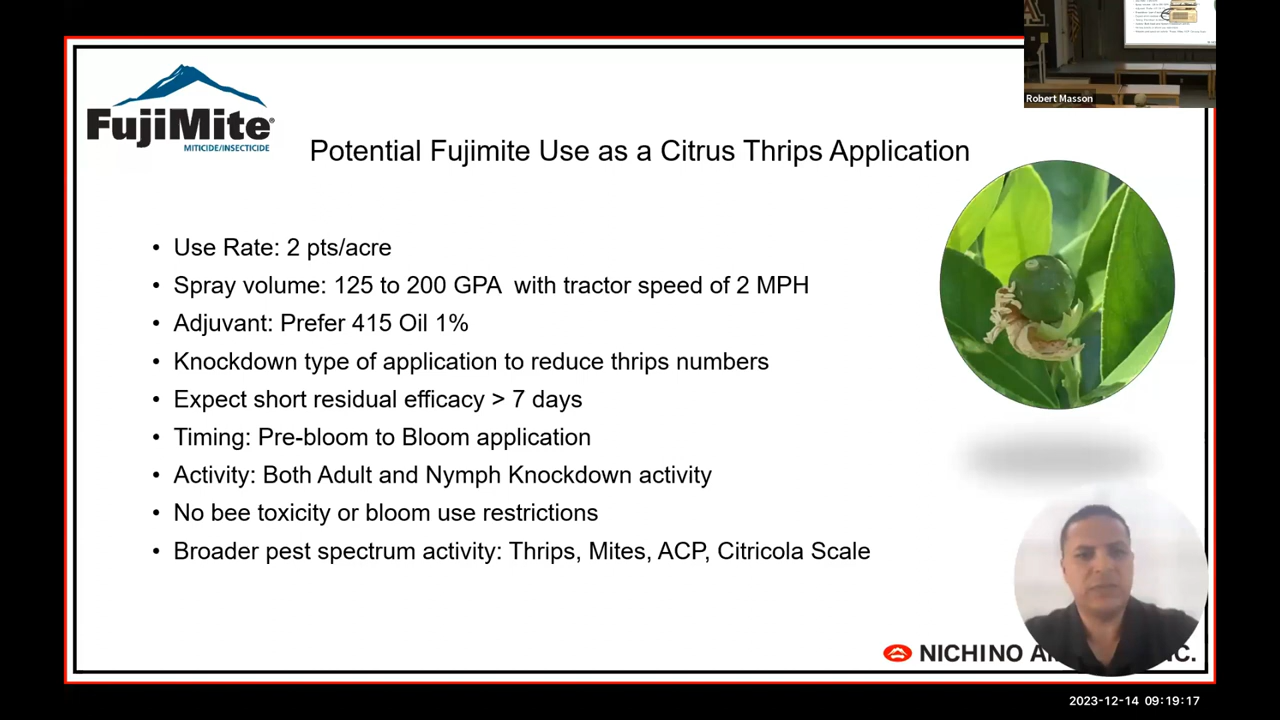 Robert Masson
FujiMite®
MITICIDE/INSECTICIDE
Potential Fujimite Use as a Citrus Thrips Application
• Use Rate: 2 pts/acre
• Spray volume: 125 to 200 GPA with tractor speed of 2 MPH
• Adjuvant: Prefer 415 Oil 1%
• Knockdown type of application to reduce thrips numbers
• Expect short residual efficacy > 7 days
• Timing: Pre-bloom to Bloom application
• Activity: Both Adult and Nymph Knockdown activity
• No bee toxicity or bloom use restrictions
• Broader pest spectrum activity: Thrips, Mites, ACP, Citricola Scale
NICHINO
2023-12-14 09:19:17